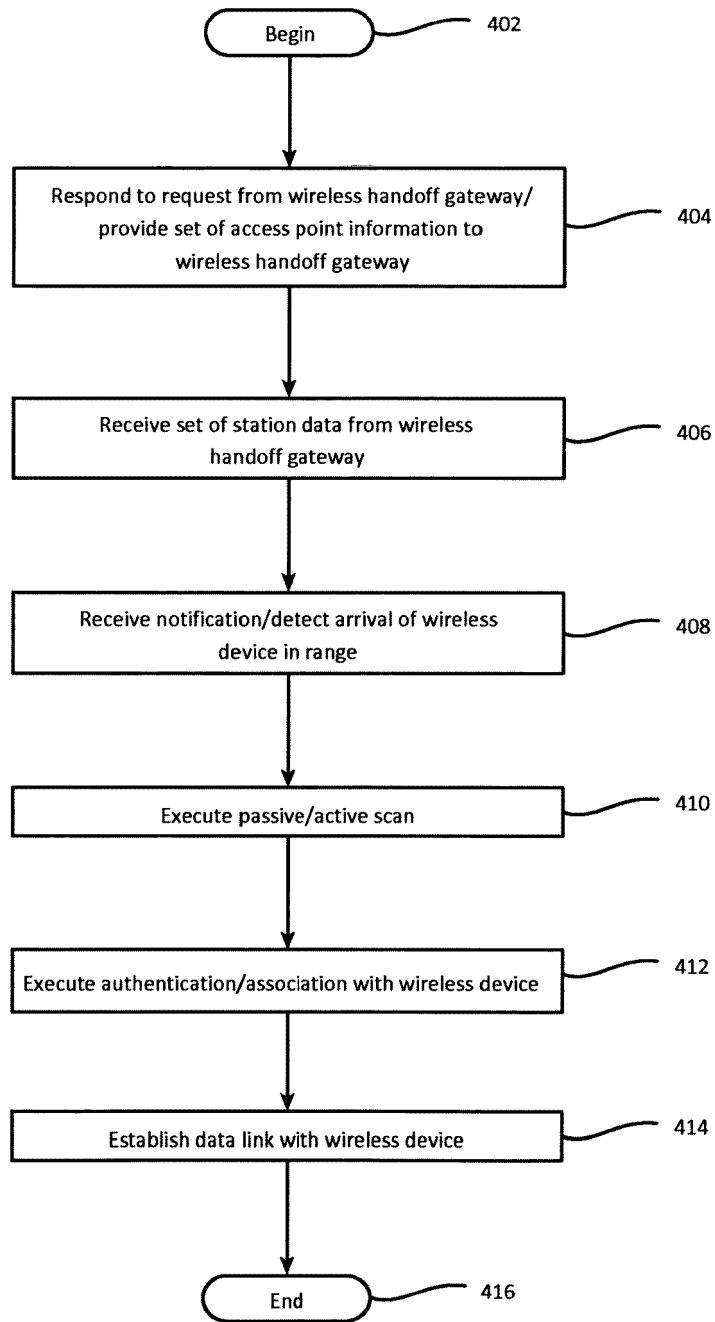 Begin
402
Respond to request from wireless handoff gateway/
provide set of access point information to
wireless handoff gateway
404
Receive set of station data from wireless
handoff gateway
406
Receive notification/detect arrival of wireless
device in range
408
Execute passive/active scan
410
Execute authentication/association with wireless device
412
Establish data link with wireless device
414
End
416